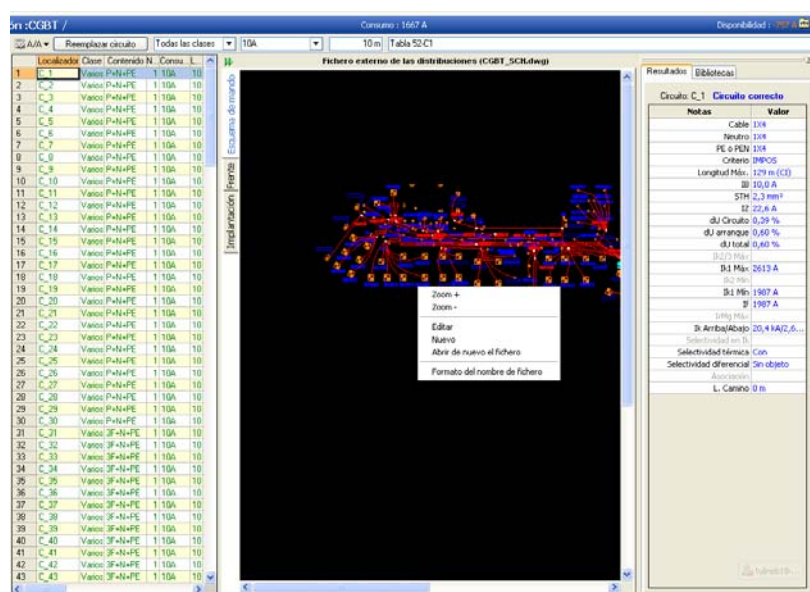 ón :CGBT /
Consumo : 1667 A
Disponibilidad :
A/A
Reemplazar circuito
Todas las clases
10A
10 m
Tabla 52-C1
Localizador Clase Contenido N... Consu... L...
1 C_1 Varios P+N+PE 1 10A 10
2 C_2 Varios P+N+PE 1 10A 10
3 C_3 Varios P+N+PE 1 10A 10
4 C_4 Varios P+N+PE 1 10A 10
5 C_5 Varios P+N+PE 1 10A 10
6 C_6 Varios P+N+PE 1 10A 10
7 C_7 Varios P+N+PE 1 10A 10
8 C_8 Varios P+N+PE 1 10A 10
9 C_9 Varios P+N+PE 1 10A 10
10 C_10 Varios P+N+PE 1 10A 10
11 C_11 Varios P+N+PE 1 10A 10
12 C_12 Varios P+N+PE 1 10A 10
13 C_13 Varios P+N+PE 1 10A 10
14 C_14 Varios P+N+PE 1 10A 10
15 C_15 Varios P+N+PE 1 10A 10
16 C_16 Varios P+N+PE 1 10A 10
17 C_17 Varios P+N+PE 1 10A 10
18 C_18 Varios P+N+PE 1 10A 10
19 C_19 Varios P+N+PE 1 10A 10
20 C_20 Varios P+N+PE 1 10A 10
21 C_21 Varios P+N+PE 1 10A 10
22 C_22 Varios P+N+PE 1 10A 10
23 C_23 Varios P+N+PE 1 10A 10
24 C_24 Varios P+N+PE 1 10A 10
25 C_25 Varios P+N+PE 1 10A 10
26 C_26 Varios P+N+PE 1 10A 10
27 C_27 Varios P+N+PE 1 10A 10
28 C_28 Varios P+N+PE 1 10A 10
29 C_29 Varios P+N+PE 1 10A 10
30 C_30 Varios P+N+PE 1 10A 10
31 C_31 Varios 3F+N+PE 1 10A 10
32 C_32 Varios 3F+N+PE 1 10A 10
33 C_33 Varios 3F+N+PE 1 10A 10
34 C_34 Varios 3F+N+PE 1 10A 10
35 C_35 Varios 3F+N+PE 1 10A 10
36 C_36 Varios 3F+N+PE 1 10A 10
37 C_37 Varios 3F+N+PE 1 10A 10
38 C_38 Varios 3F+N+PE 1 10A 10
39 C_39 Varios 3F+N+PE 1 10A 10
40 C_40 Varios 3F+N+PE 1 10A 10
41 C_41 Varios 3F+N+PE 1 10A 10
42 C_42 Varios 3F+N+PE 1 10A 10
43 C_43 Varios 3F+N+PE 1 10A 10
Esquema de mando
Frente
Implantación
Fichero externo de las distribuciones (CGBT_SCH.dwg)
Zoom +
Zoom -
Editar
Nuevo
Abrir de nuevo el fichero
Formato del nombre de fichero
Resultados Bibliotecas
Circuito: C_1 Circuito correcto
Notas Valor
Cable 1X4
Neutro 1X4
PE o PEN 1X4
Criterio IMPOS
Longitud Máx. 129 m (CI)
IB 10,0 A
STH 2,3 mm²
IZ 22,6 A
dU Circuito 0,39 %
dU arranque 0,60 %
dU total 0,60 %
Ik2/3 Máx
Ik1 Máx 2613 A
Ik2 Mín
Ik1 Mín 1987 A
If 1987 A
IrMg Máx
Ik Arriba/Abajo 20,4 kA/2,6...
Selectividad en Ik
Selectividad térmica Con
Selectividad diferencial Sin objeto
Asociación
L. Camino 0 m